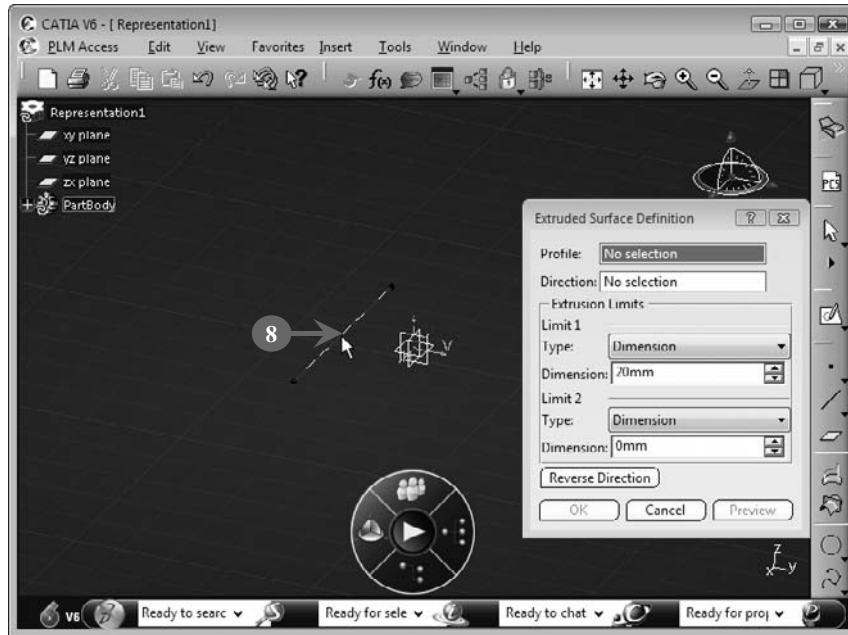 CATIA V6 - [ Representation1]
PLM Access Edit View Favorites Insert Tools Window Help
f(x)
Representation1
xy plane
yz plane
zx plane
PartBody
PCS
Extruded Surface Definition
Profile: No selection
Direction: No selection
Extrusion Limits
Limit 1
Type: Dimension
Dimension: 20mm
Limit 2
Type: Dimension
Dimension: 0mm
Reverse Direction
OK Cancel Preview
8
z
x y
V6 Ready to searc Ready for sele Ready to chat Ready for proj